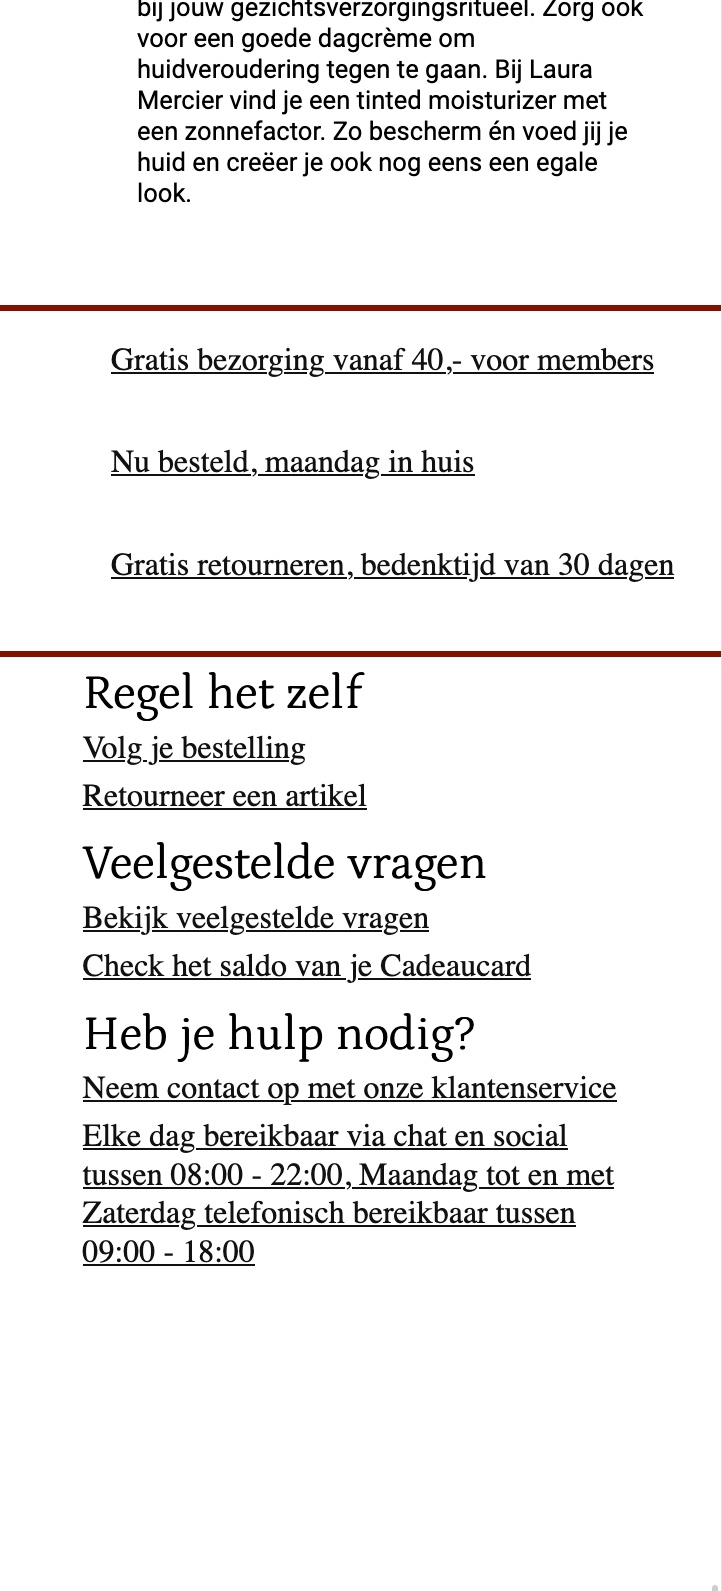 bij jouw gezichtsverzorgingsritueel. Zorg ook
voor een goede dagcrème om
huidveroudering tegen te gaan. Bij Laura
Mercier vind je een tinted moisturizer met
een zonnefactor. Zo bescherm én voed jij je
huid en creëer je ook nog eens een egale
look.
Gratis bezorging vanaf 40,- voor members
Nu besteld, maandag in huis
Gratis retourneren, bedenktijd van 30 dagen
Regel het zelf
Volg je bestelling
Retourneer een artikel
Veelgestelde vragen
Bekijk veelgestelde vragen
Check het saldo van je Cadeaucard
Heb je hulp nodig?
Neem contact op met onze klantenservice
Elke dag bereikbaar via chat en social
tussen 08:00 - 22:00, Maandag tot en met
Zaterdag telefonisch bereikbaar tussen
09:00 - 18:00